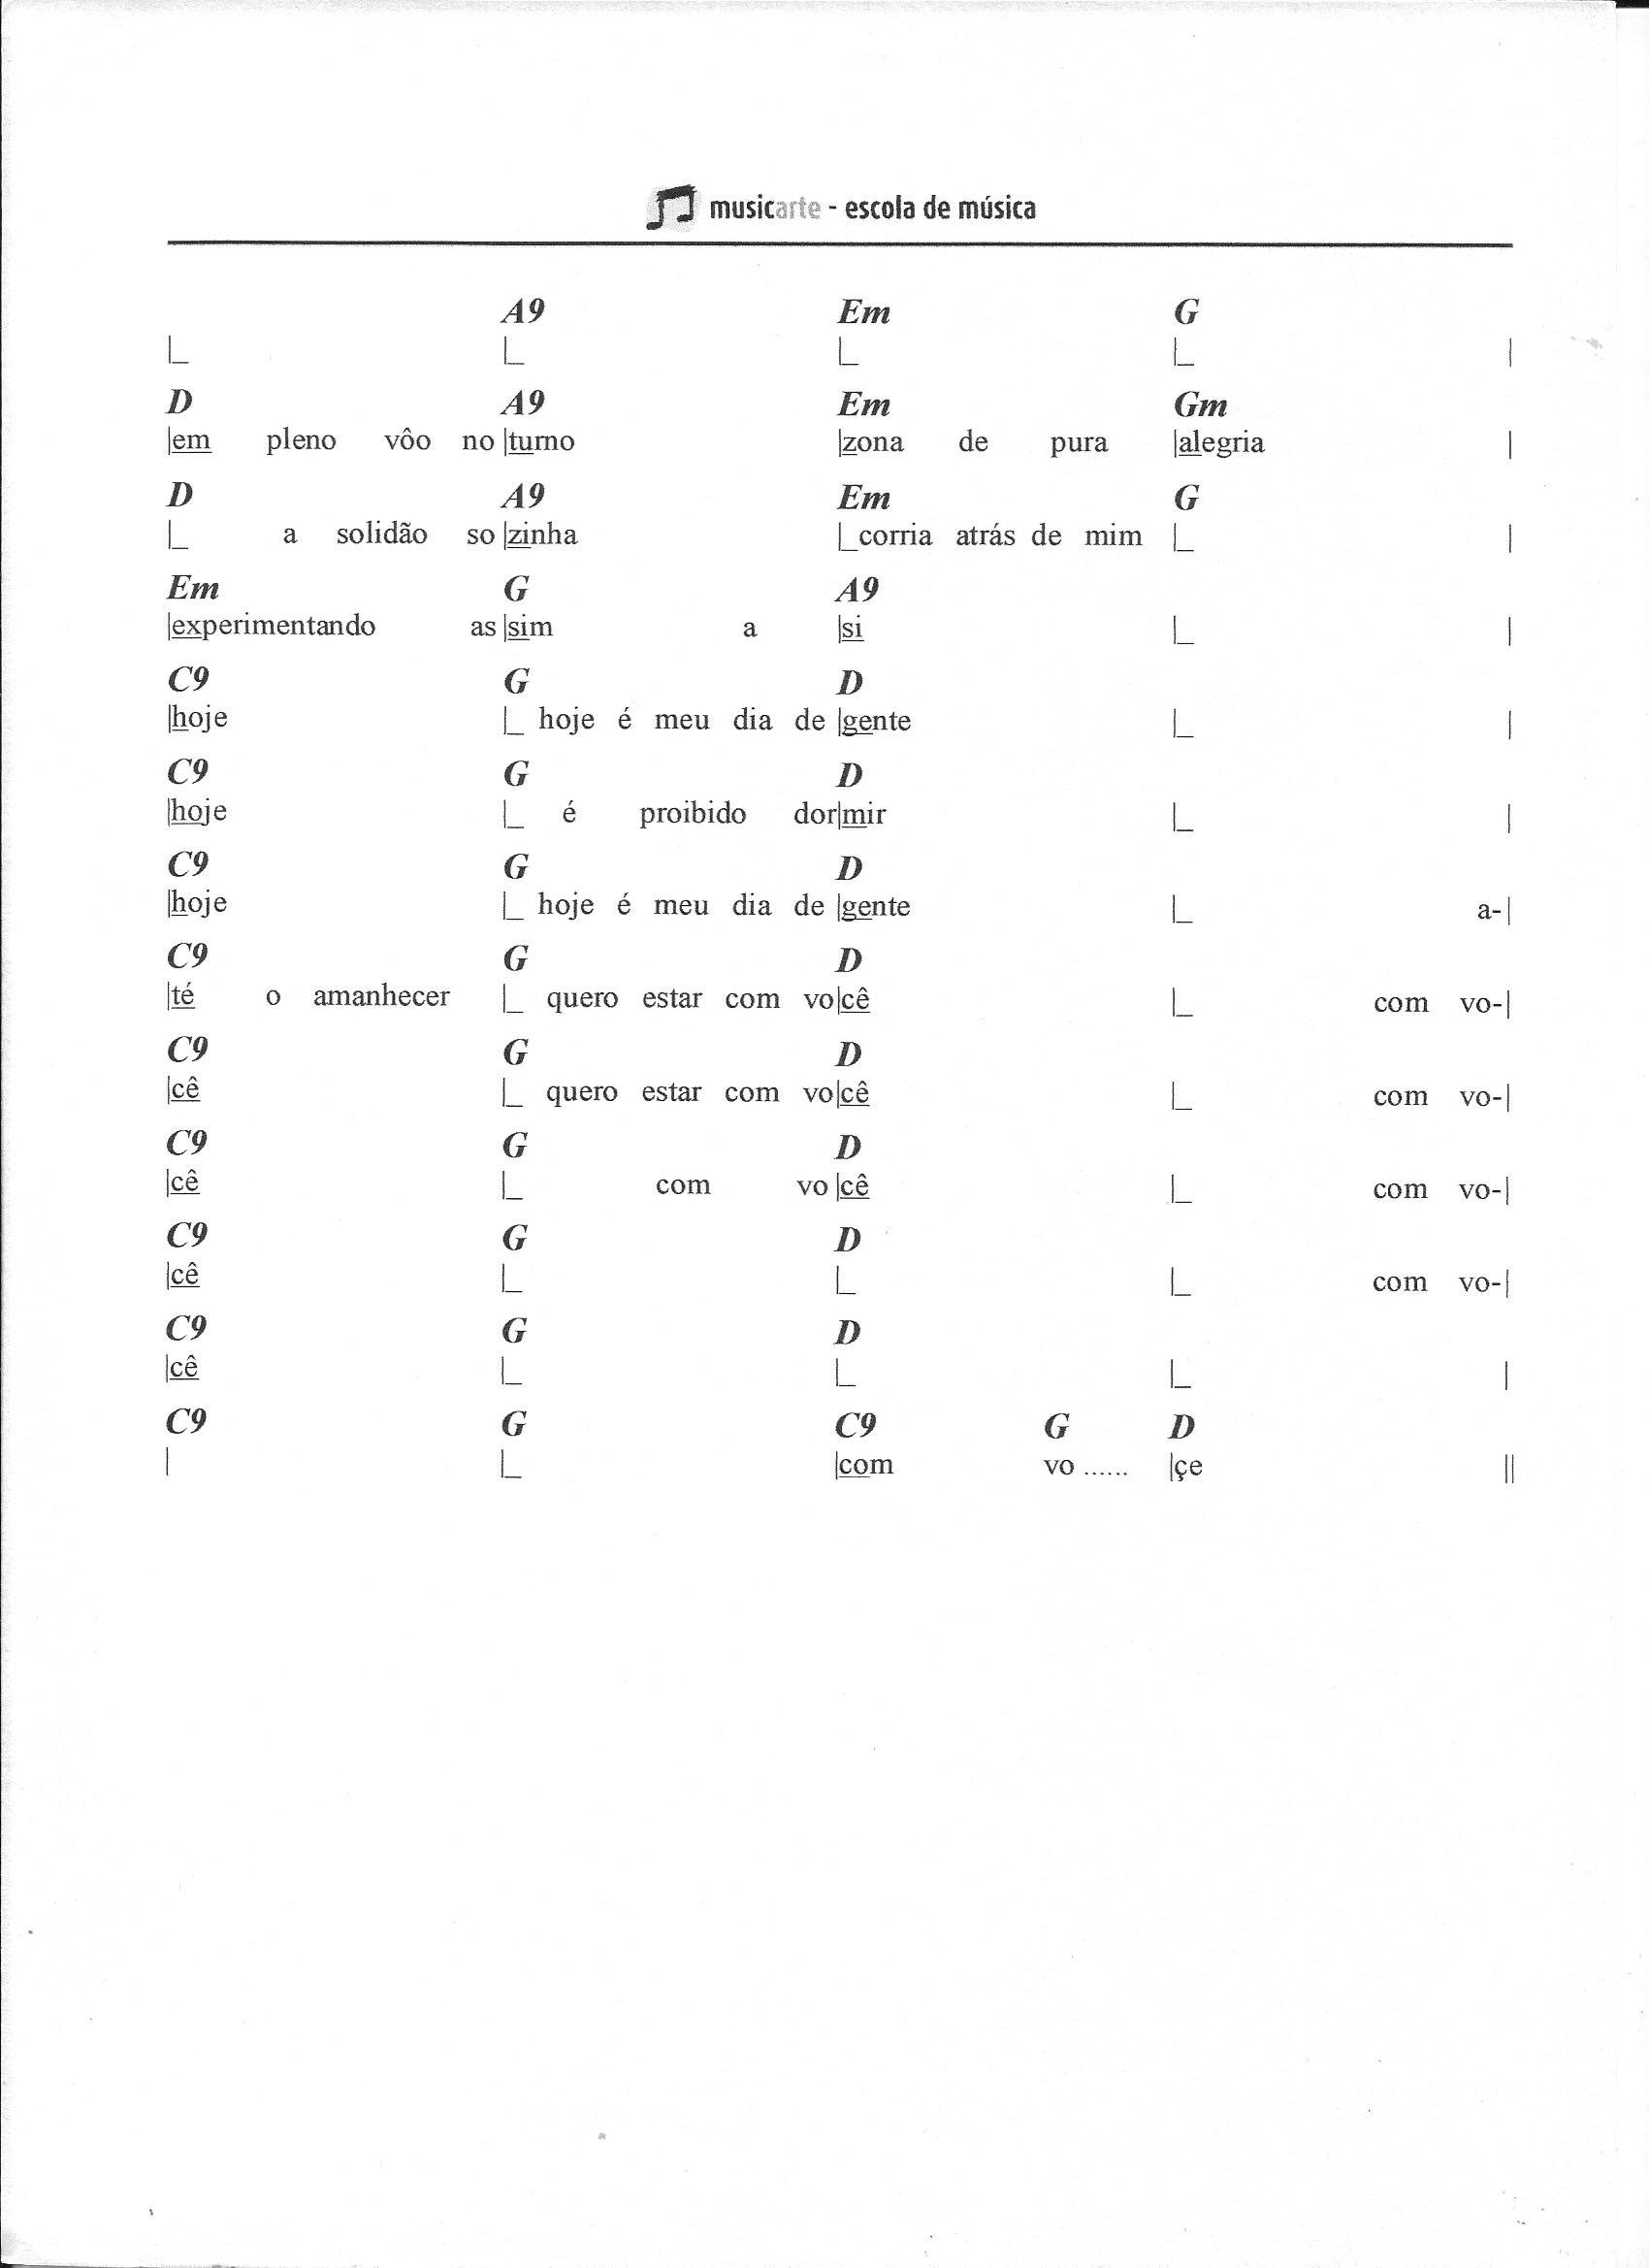 musicarte - escola de música
A9 Em G
|_ |_ |_ |_ |
D A9 Em Gm
|em pleno vôo no |turno |zona de pura |alegria |
D A9 Em G
|_ a solidão so |zinha |_corria atrás de mim |_ |
Em G A9
|experimentando as |sim a |si |_ |
C9 G D
|hoje |_ hoje é meu dia de |gente |_ |
C9 G D
|hoje |_ é proibido dor|mir |_ |
C9 G D
|hoje |_ hoje é meu dia de |gente |_ a-|
C9 G D
|té o amanhecer |_ quero estar com vo|cê |_ com vo-|
C9 G D
|cê |_ quero estar com vo|cê |_ com vo-|
C9 G D
|cê |_ com vo |cê |_ com vo-|
C9 G D
|cê |_ |_ |_ com vo-|
C9 G D
|cê |_ |_ |_ |
C9 G C9 G D
| |_ |com vo ...... |çe ||